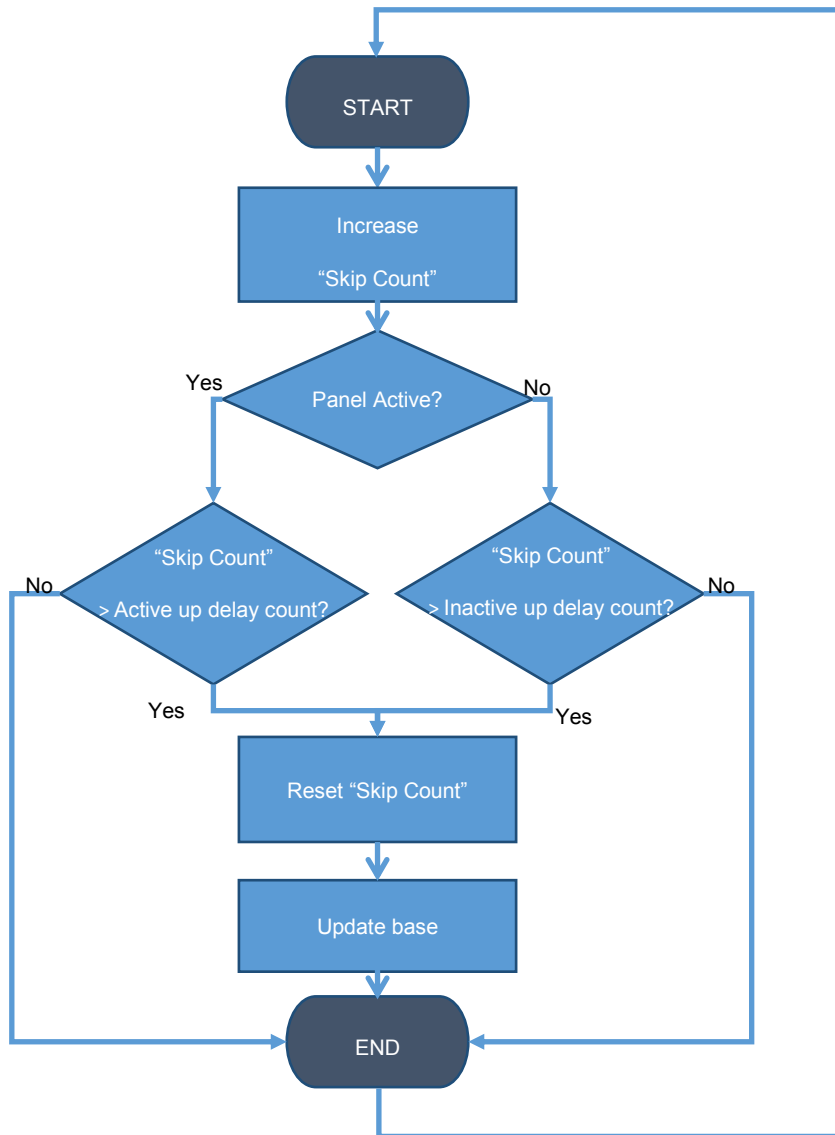 START
Increase
“Skip Count”
Yes
No
Panel Active?
“Skip Count”
> Active up delay count?
“Skip Count”
> Inactive up delay count?
No
No
Yes
Yes
Reset “Skip Count”
Update base
END